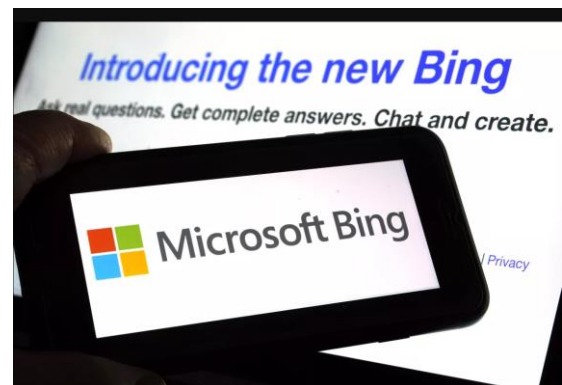 Introducing the new Bing
Ask real questions. Get complete answers. Chat and create.
Microsoft Bing
| Privacy